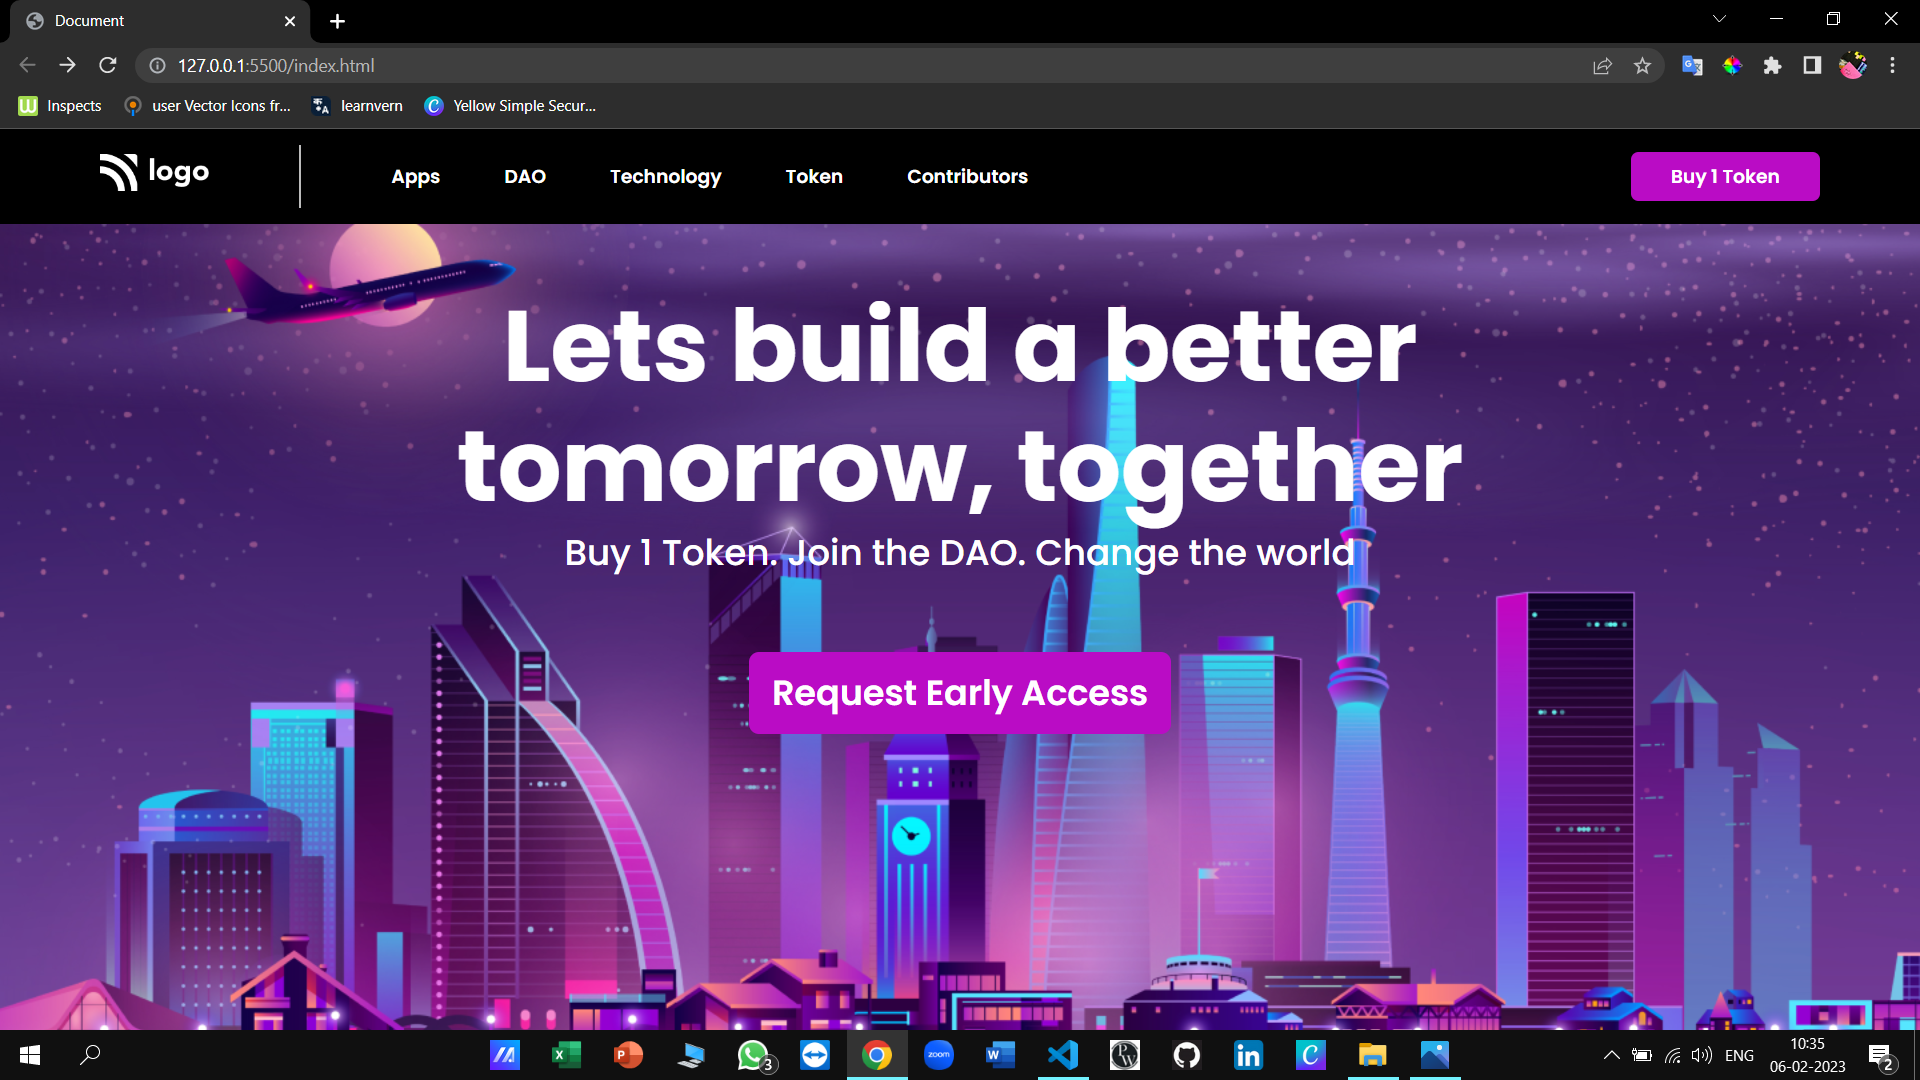 Document
127.0.0.1:5500/index.html
Inspects
user Vector Icons fr...
learnvern
Yellow Simple Secur...
logo
Apps
DAO
Technology
Token
Contributors
Buy 1 Token
Lets build a better
tomorrow, together
Buy 1 Token. Join the DAO. Change the world
Request Early Access
3
zoom
ENG
10:35
06-02-2023
2